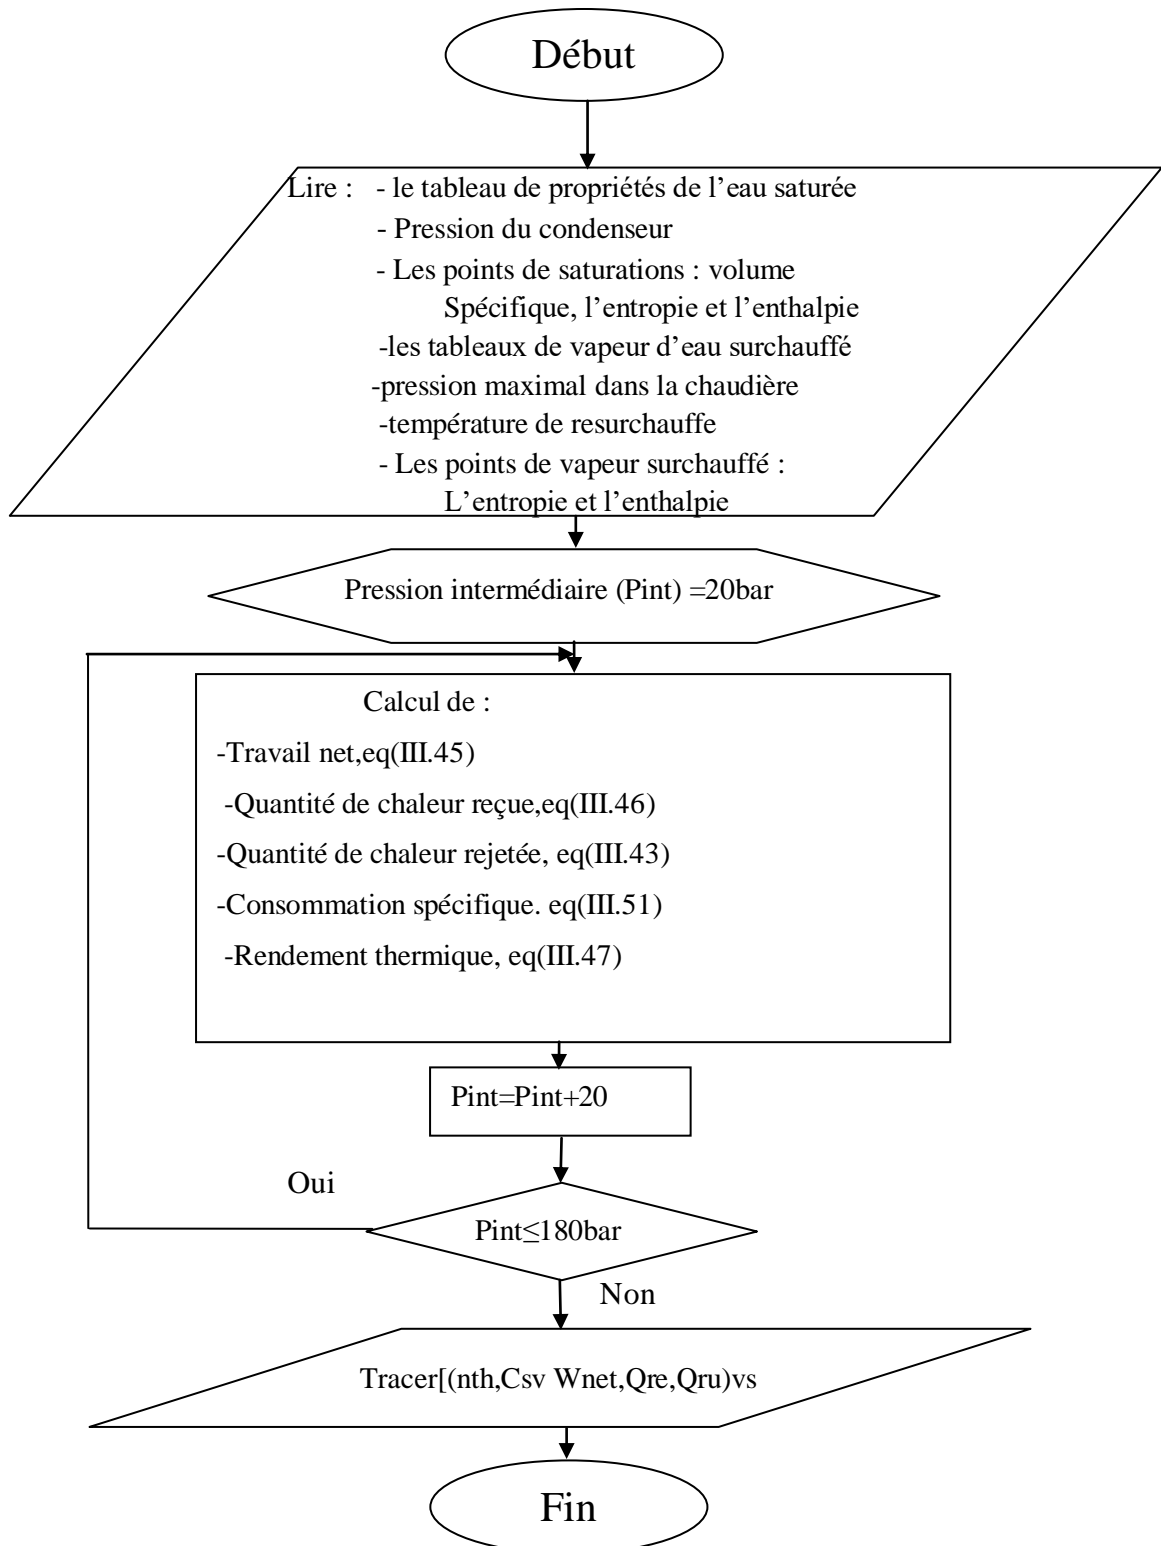 Début
Lire : - le tableau de propriétés de l’eau saturée
- Pression du condenseur
- Les points de saturations : volume
Spécifique, l’entropie et l’enthalpie
-les tableaux de vapeur d’eau surchauffé
-pression maximal dans la chaudière
-température de resurchauffe
- Les points de vapeur surchauffé :
L’entropie et l’enthalpie
Pression intermédiaire (Pint) =20bar
Calcul de :
-Travail net,eq(III.45)
-Quantité de chaleur reçue,eq(III.46)
-Quantité de chaleur rejetée, eq(III.43)
-Consommation spécifique. eq(III.51)
-Rendement thermique, eq(III.47)
Pint=Pint+20
Oui
Pint≤180bar
Non
Tracer[(nth,Csv Wnet,Qre,Qru)vs
Fin